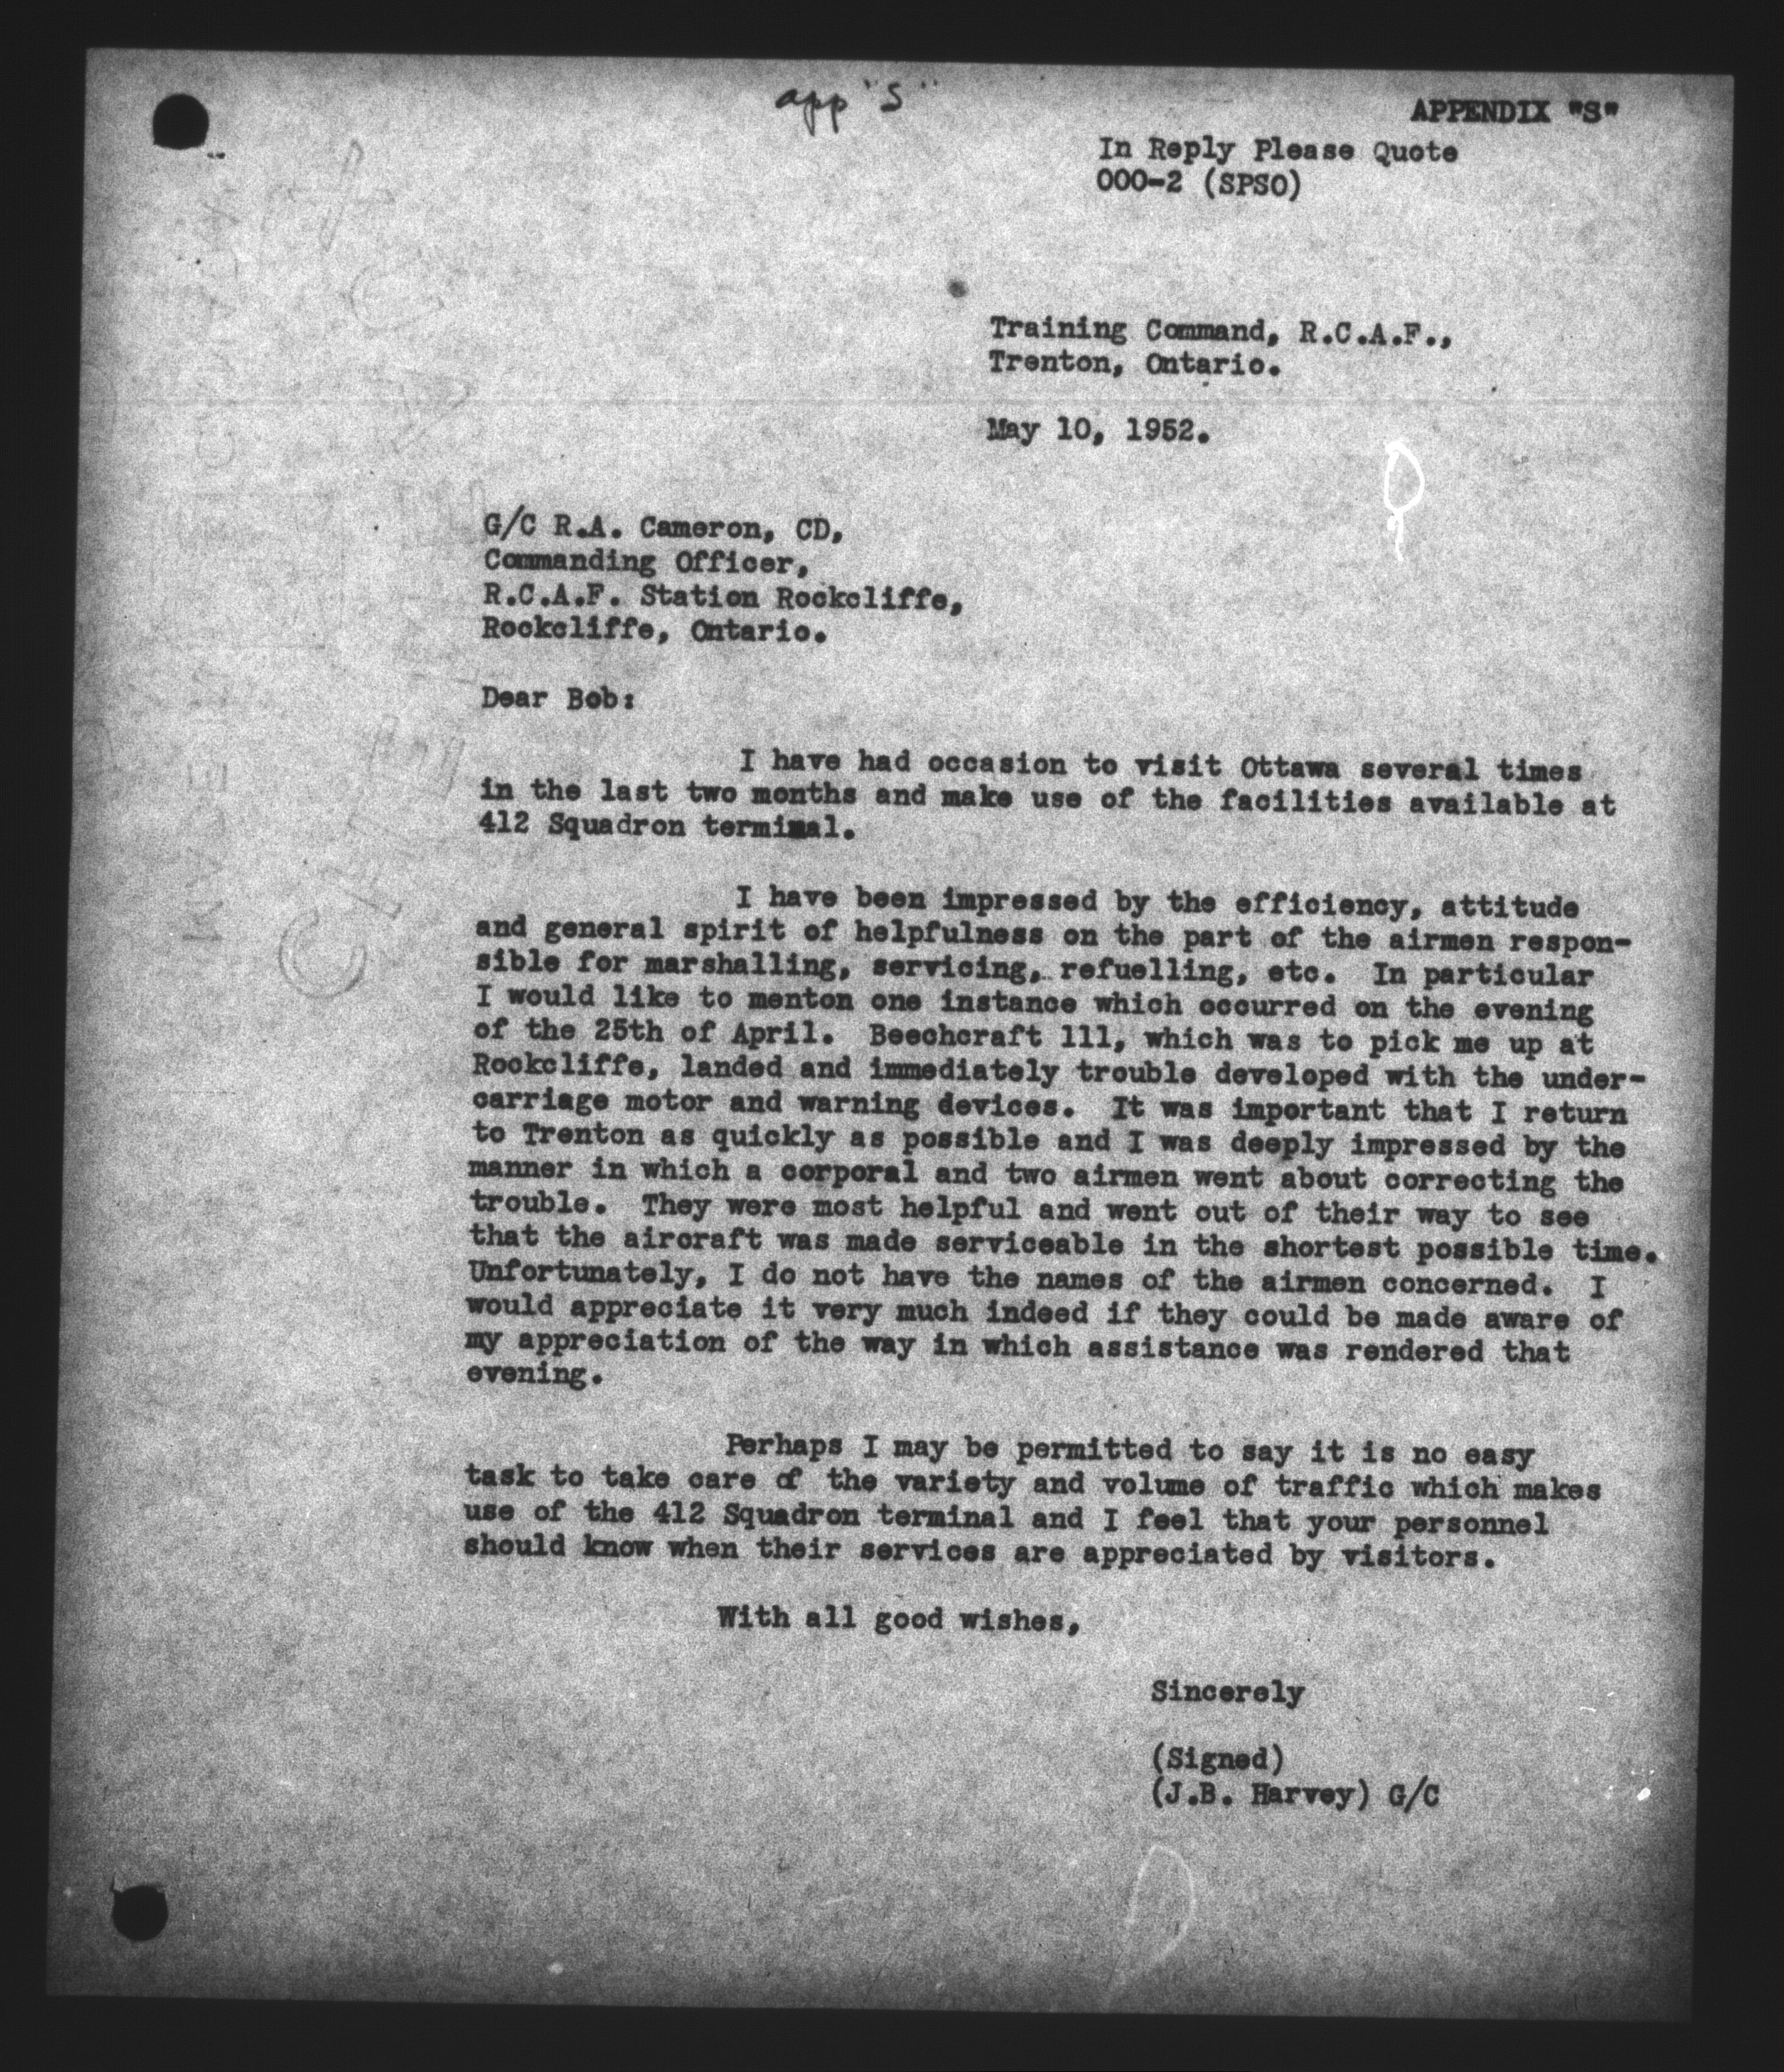 app "S"
APPENDIX "S"
In Reply Please Quote
000-2 (SPSO)
Training Command, R.C.A.F.,
Trenton, Ontario.
May 10, 1952.
G/C R.A. Cameron, CD,
Commanding Officer,
R.C.A.F. Station Rockcliffe,
Rockcliffe, Ontario.
Dear Bob:
I have had occasion to visit Ottawa several times
in the last two months and make use of the facilities available at
412 Squadron terminal.
I have been impressed by the efficiency, attitude
and general spirit of helpfulness on the part of the airmen respon-
sible for marshalling, servicing, refuelling, etc. In particular
I would like to menton one instance which occurred on the evening
of the 25th of April. Beechcraft 111, which was to pick me up at
Rockcliffe, landed and immediately trouble developed with the under-
carriage motor and warning devices. It was important that I return
to Trenton as quickly as possible and I was deeply impressed by the
manner in which a corporal and two airmen went about correcting the
trouble. They were most helpful and went out of their way to see
that the aircraft was made serviceable in the shortest possible time.
Unfortunately, I do not have the names of the airmen concerned. I
would appreciate it very much indeed if they could be made aware of
my appreciation of the way in which assistance was rendered that
evening.
Perhaps I may be permitted to say it is no easy
task to take care of the variety and volume of traffic which makes
use of the 412 Squadron terminal and I feel that your personnel
should know when their services are appreciated by visitors.
With all good wishes,
Sincerely
(Signed)
(J.B. Harvey) G/C